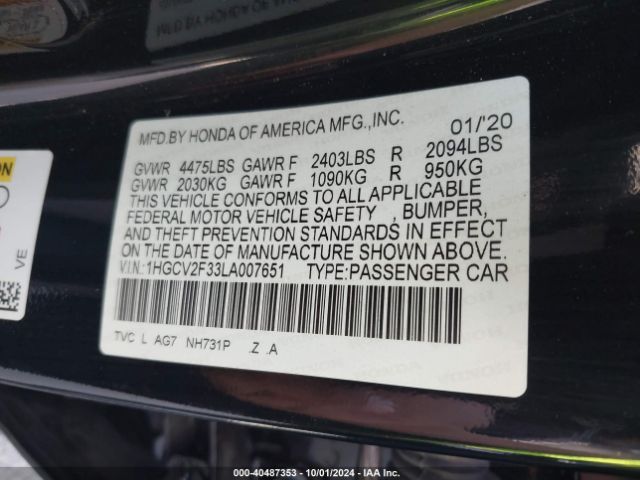 MFD.BY HONDA OF AMERICA MFG.,INC. 01/'20
GVWR 4475LBS GAWR F 2403LBS R 2094LBS
GVWR 2030KG GAWR F 1090KG R 950KG
THIS VEHICLE CONFORMS TO ALL APPLICABLE
FEDERAL MOTOR VEHICLE SAFETY , BUMPER,
AND THEFT PREVENTION STANDARDS IN EFFECT
ON THE DATE OF MANUFACTURE SHOWN ABOVE.
V.I.N.:1HGCV2F33LA007651 TYPE:PASSENGER CAR
TVC L AG7 NH731P .Z .A
VE
000-40487353 - 10/01/2024 - IAA Inc.